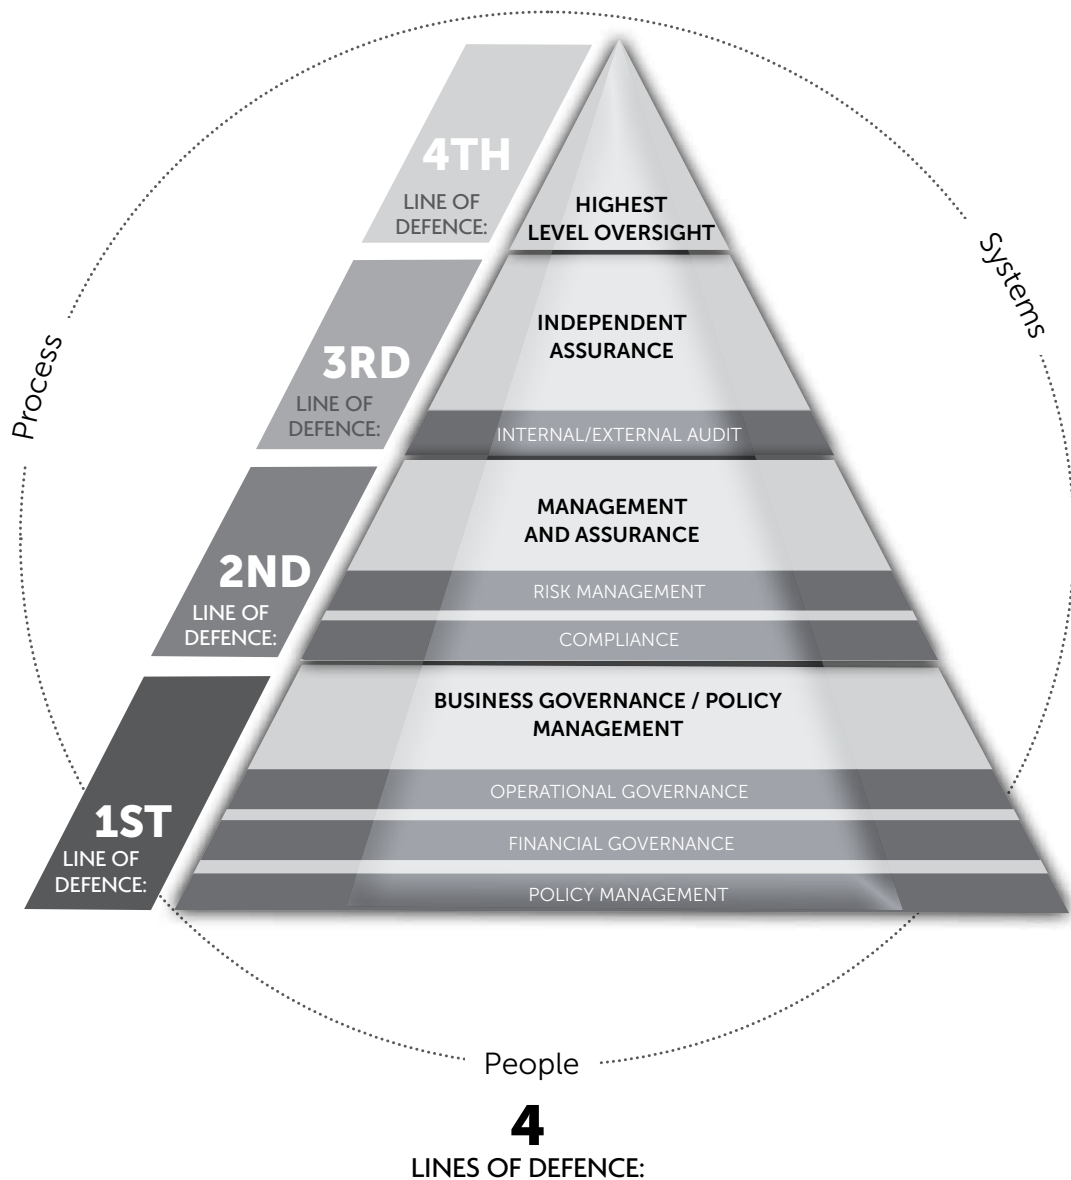 4TH
LINE OF
DEFENCE:
HIGHEST
LEVEL OVERSIGHT
Systems
3RD
LINE OF
DEFENCE:
INDEPENDENT
ASSURANCE
INTERNAL/EXTERNAL AUDIT
Process
2ND
LINE OF
DEFENCE:
MANAGEMENT
AND ASSURANCE
RISK MANAGEMENT
COMPLIANCE
1ST
LINE OF
DEFENCE:
BUSINESS GOVERNANCE / POLICY
MANAGEMENT
OPERATIONAL GOVERNANCE
FINANCIAL GOVERNANCE
POLICY MANAGEMENT
People
4
LINES OF DEFENCE: